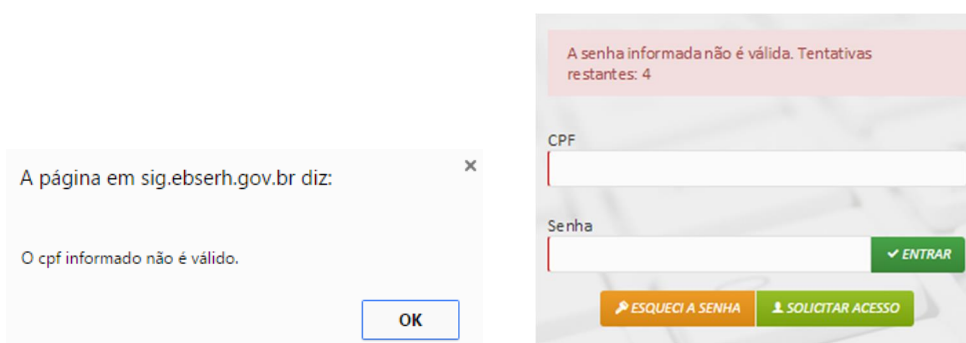 A página em sig.ebserh.gov.br diz:
×
O cpf informado não é válido.
OK
A senha informada não é válida. Tentativas
restantes: 4
CPF
Senha
ENTRAR
ESQUECI A SENHA
SOLICITAR ACESSO